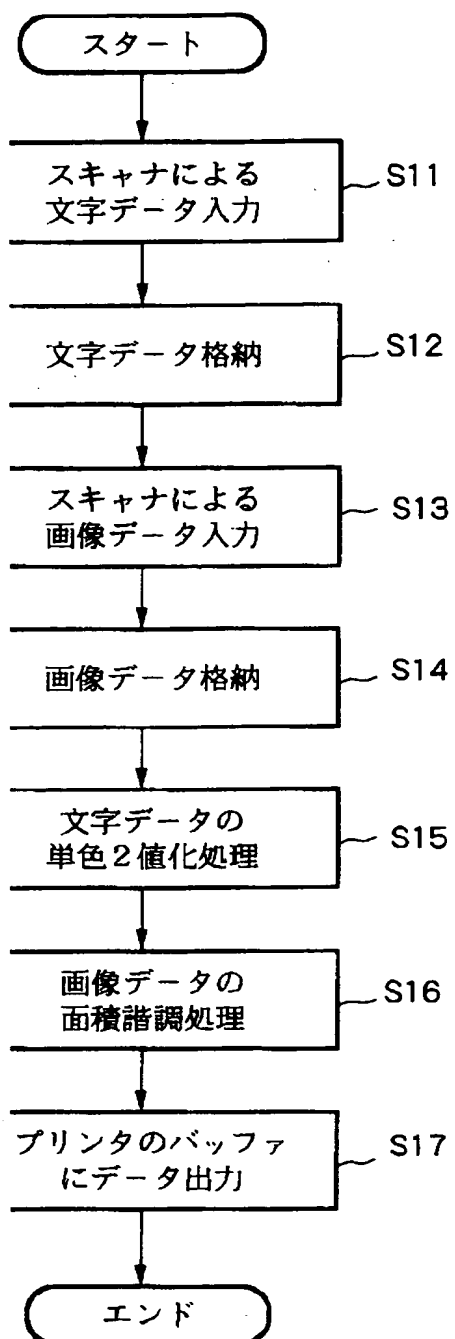 スタート
スキャナによる
文字データ入力
S11
文字データ格納
S12
スキャナによる
画像データ入力
S13
画像データ格納
S14
文字データの
単色2値化処理
S15
画像データの
面積諧調処理
S16
プリンタのバッファ
にデータ出力
S17
エンド